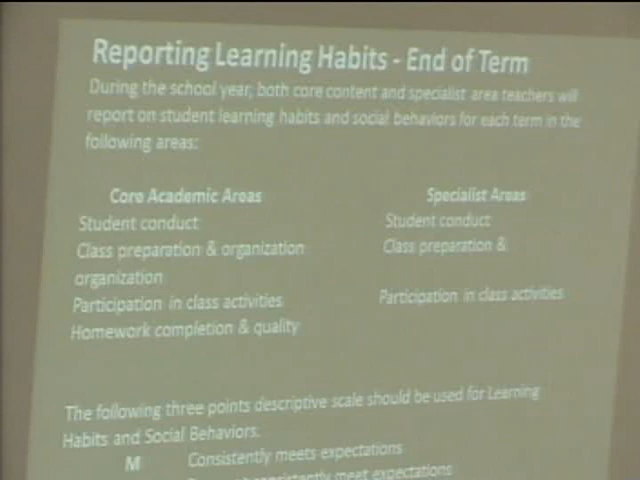 Reporting Learning Habits - End of Term
During the school year, both core content and specialist area teachers will
report on student learning habits and social behaviors for each term in the
following areas:
Core Academic Areas
Student conduct
Class preparation & organization
organization
Participation in class activities
Homework completion & quality
Specialist Areas
Student conduct
Class preparation &
Participation in class activities
The following three points descriptive scale should be used for Learning
Habits and Social Behaviors.
M Consistently meets expectations
consistently meet expectations